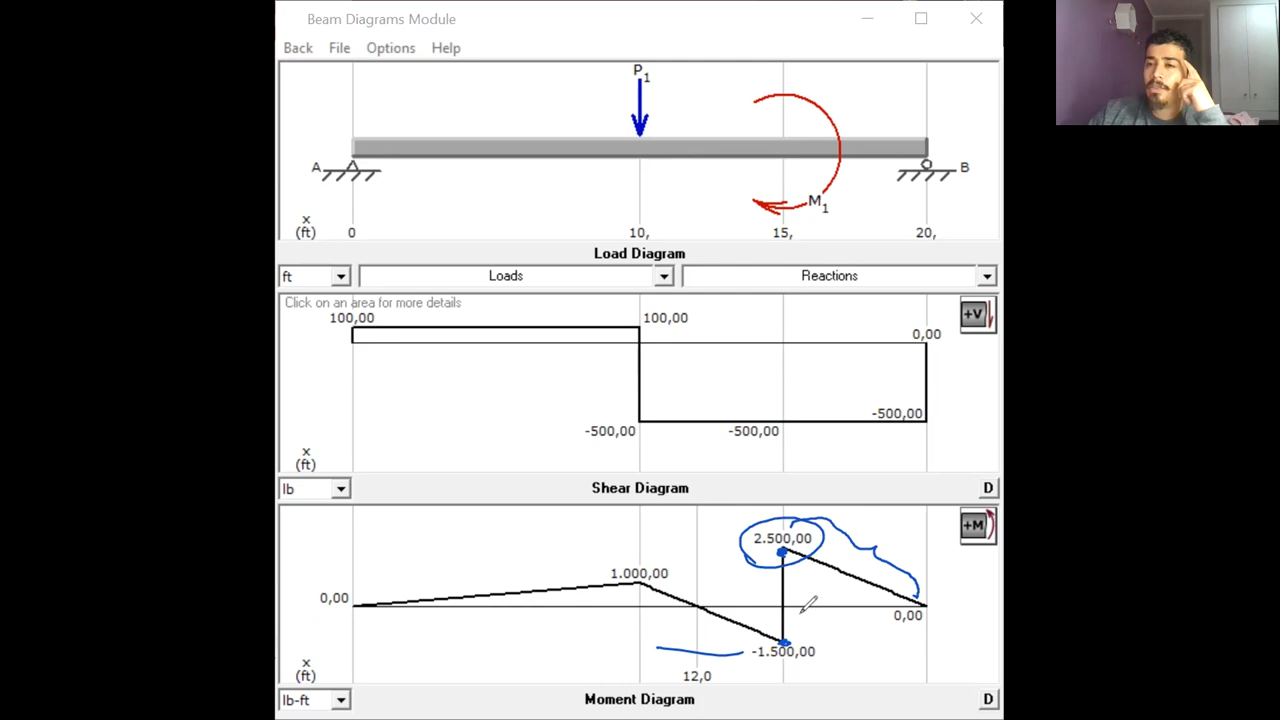 Beam Diagrams Module
Back File Options Help
P1
A B
M1
x
(ft) 0 10, 15, 20,
Load Diagram
ft Loads Reactions
Click on an area for more details
+V
100,00 100,00 0,00
-500,00
-500,00 -500,00
x
(ft)
lb Shear Diagram D
+M
2.500,00
1.000,00
0,00
0,00
-1.500,00
x
(ft) 12,0
lb-ft Moment Diagram D